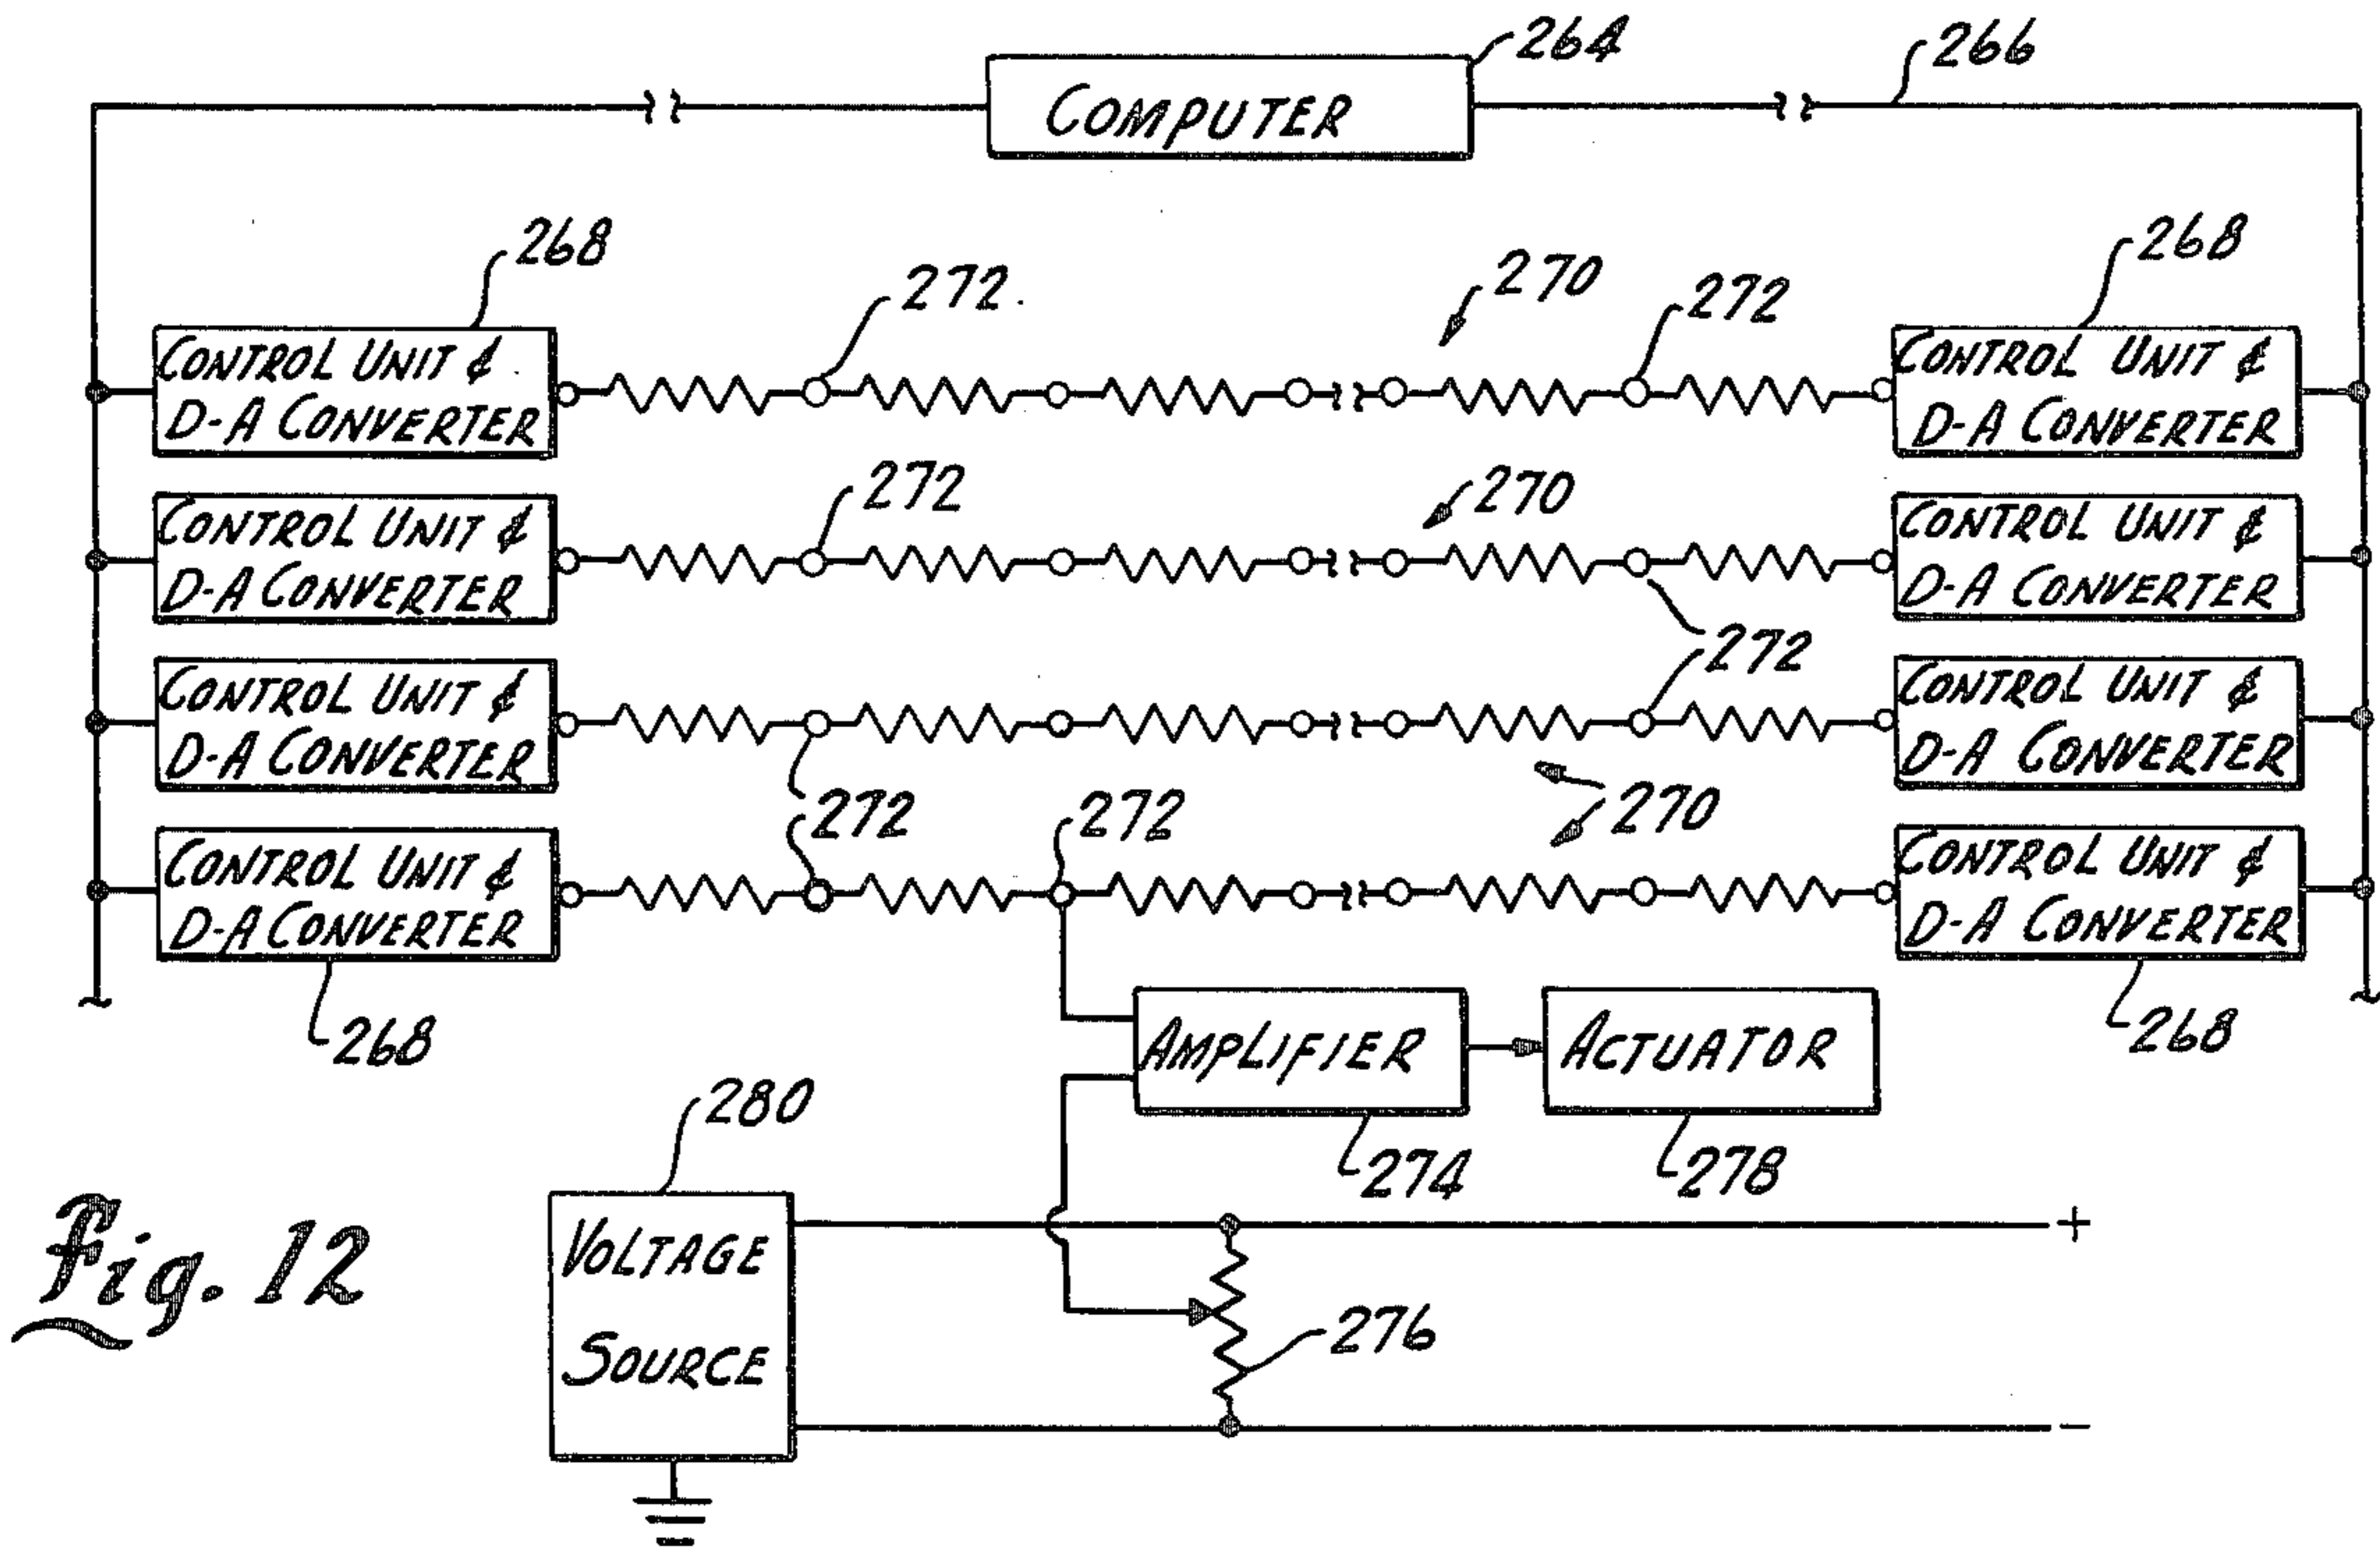 264
266
COMPUTER
268
272
270
272
268
CONTROL UNIT &
D-A CONVERTER
CONTROL UNIT &
D-A CONVERTER
272
270
CONTROL UNIT &
D-A CONVERTER
CONTROL UNIT &
D-A CONVERTER
272
CONTROL UNIT &
D-A CONVERTER
CONTROL UNIT &
D-A CONVERTER
272
272
270
CONTROL UNIT &
D-A CONVERTER
CONTROL UNIT &
D-A CONVERTER
268
268
AMPLIFIER
ACTUATOR
280
274
278
+
VOLTAGE
SOURCE
276
-
Fig. 12